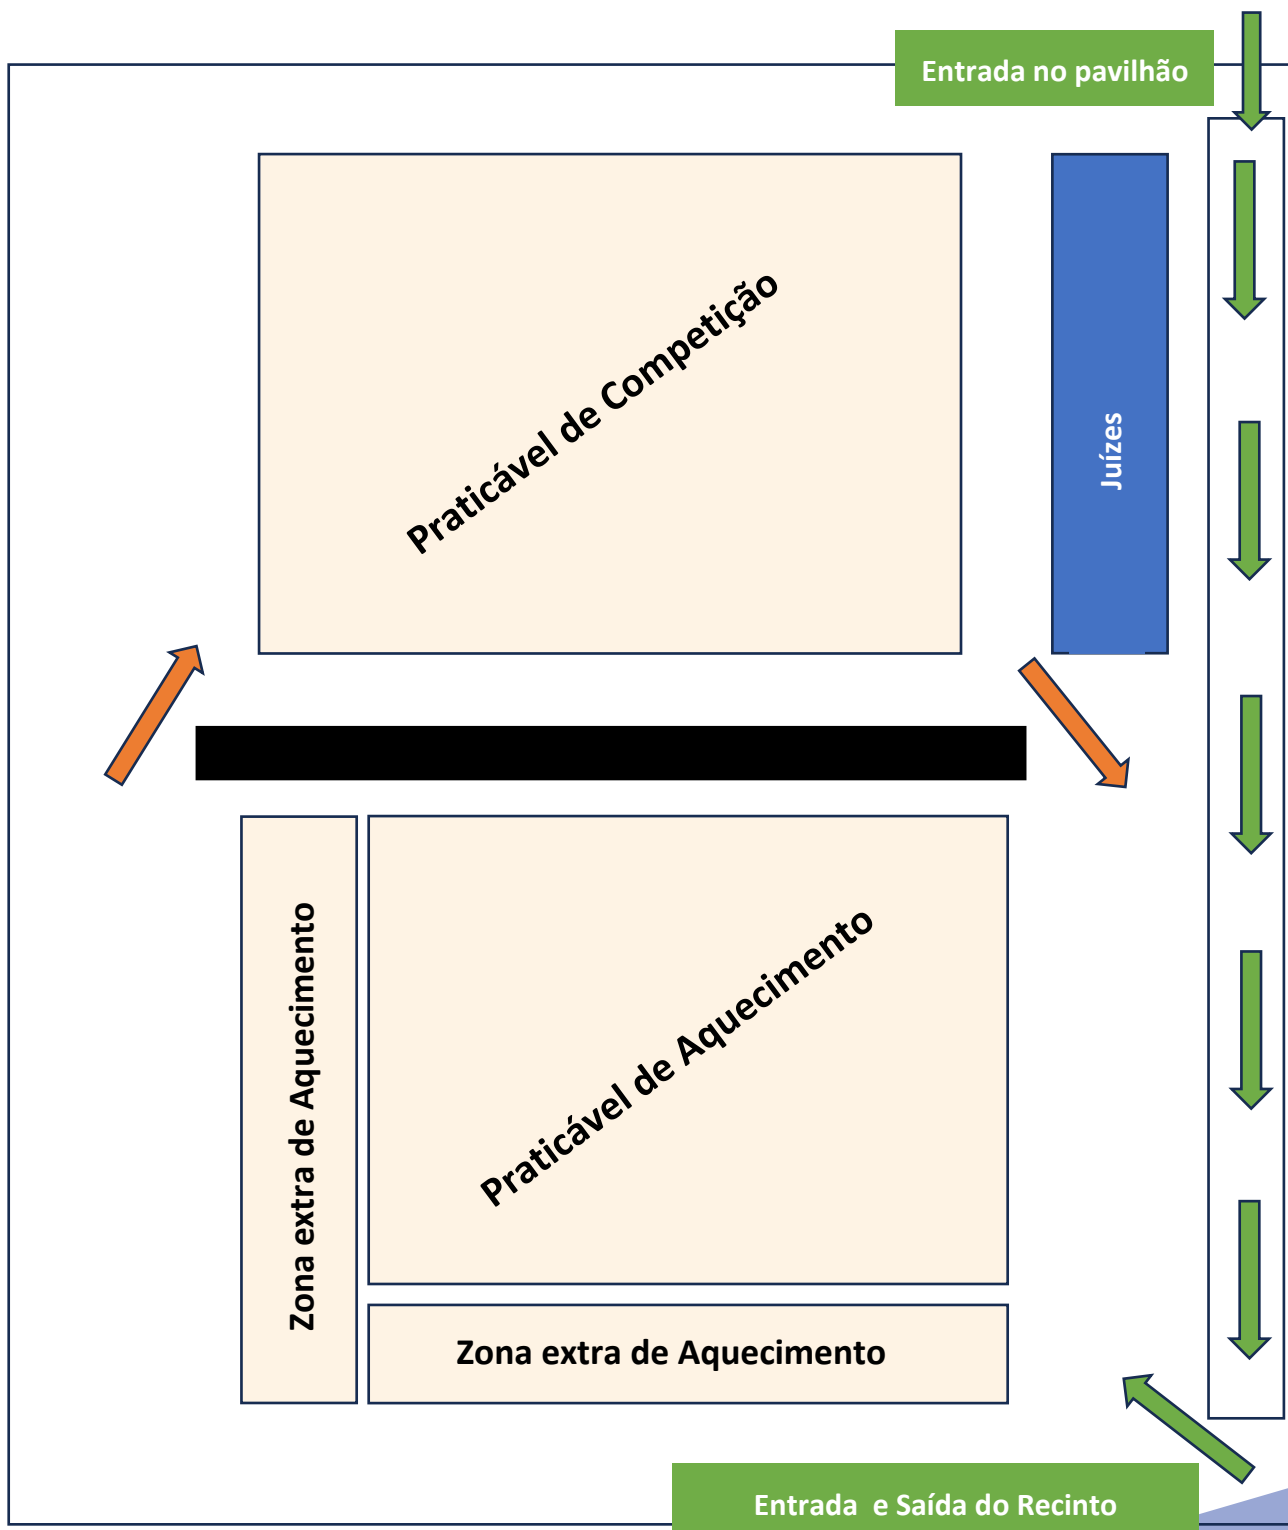 Entrada no pavilhão
Praticável de Competição
Juízes
Zona extra de Aquecimento
Praticável de Aquecimento
Zona extra de Aquecimento
Entrada  e Saída do Recinto